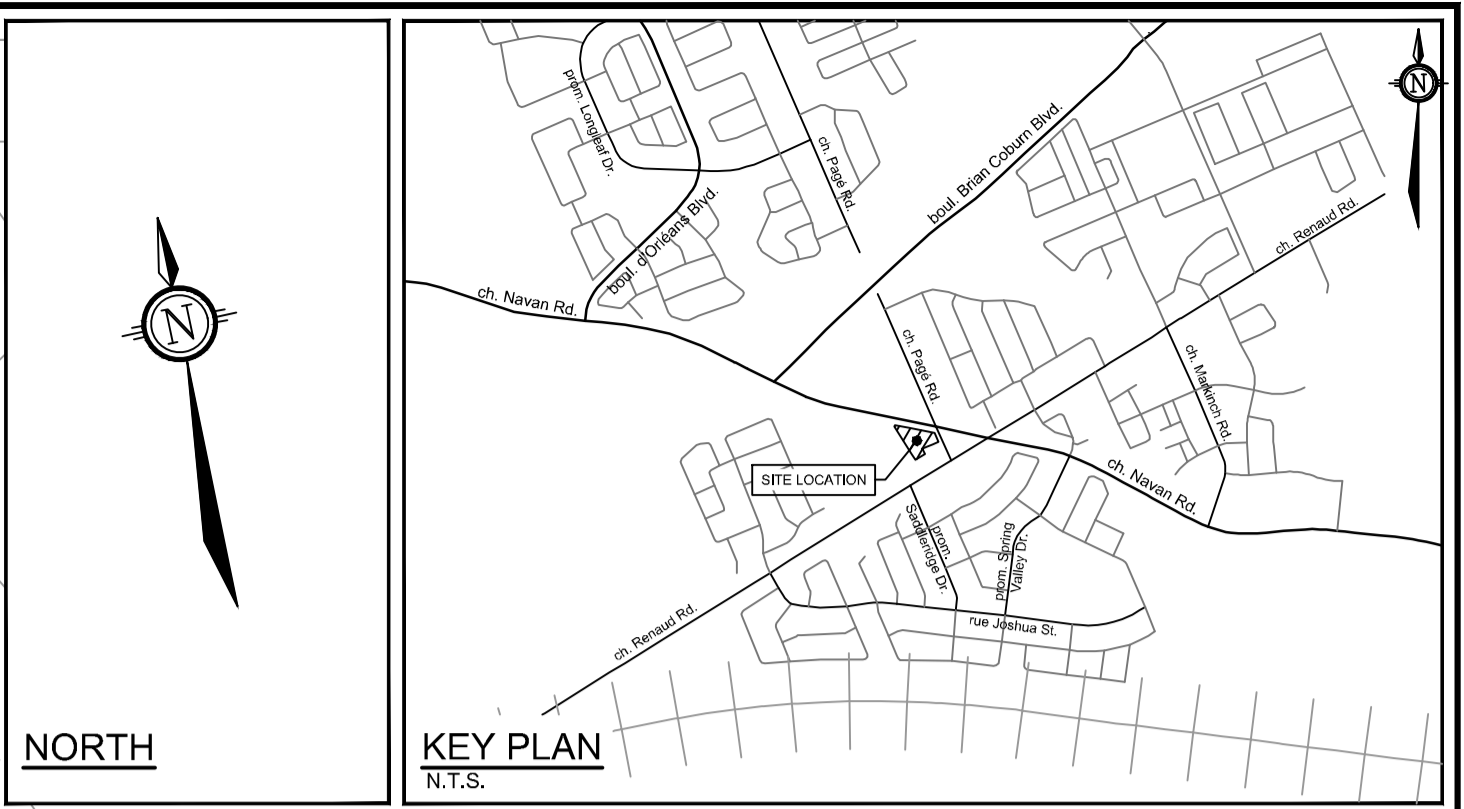 N
NORTH
N
prom. Longleaf Dr.
ch. Pagé Rd.
boul. Brian Coburn Blvd.
boul. d'Orléans Blvd.
ch. Renaud Rd.
ch. Navan Rd.
ch. Pagé Rd.
ch. Markinch Rd.
SITE LOCATION
ch. Navan Rd.
prom.
Saddleridge Dr.
prom. Spring
Valley Dr.
ch. Renaud Rd.
rue Joshua St.
KEY PLAN
N.T.S.